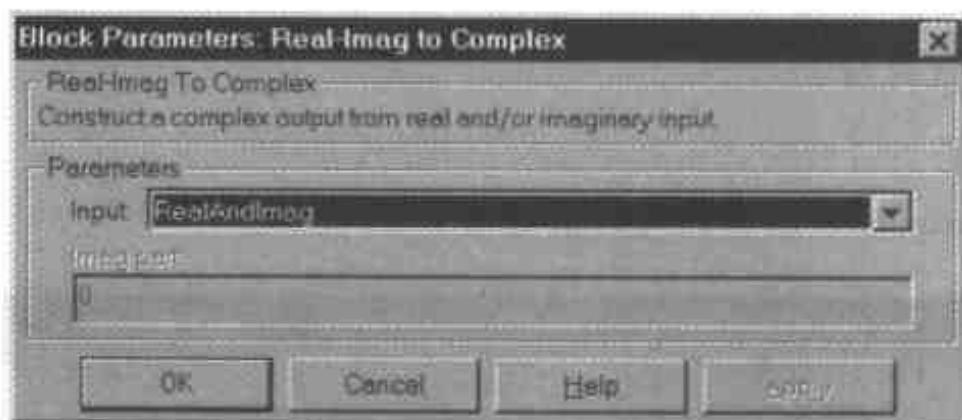 Block Parameters: Real-Imag to Complex
Real-Imag To Complex
Construct a complex output from real and/or imaginary input.
Parameters
Input: RealAndImag
Imag part:
0
OK
Cancel
Help
Apply